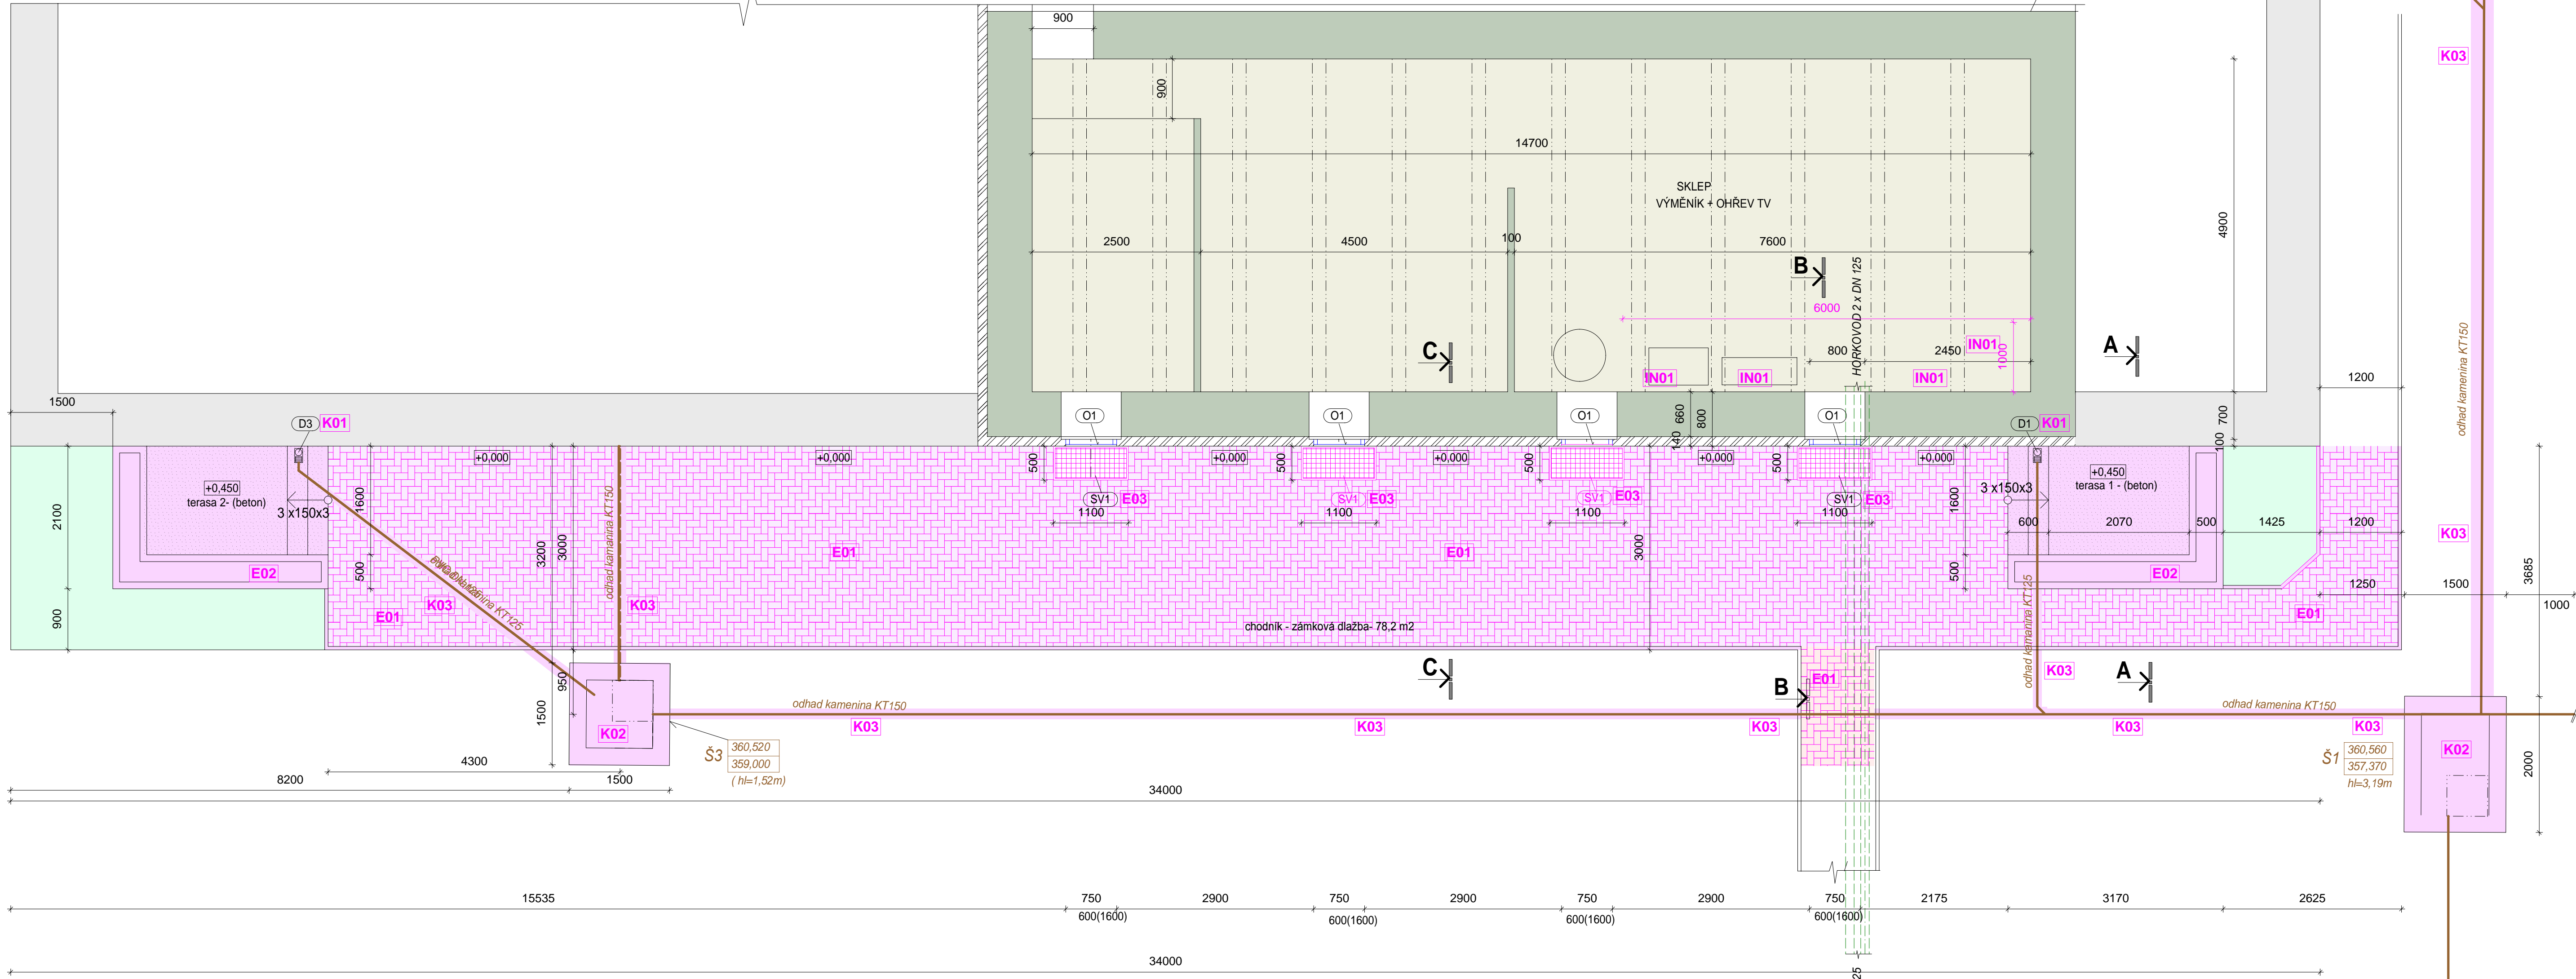 900
K03
900
14700
SKLEP
VÝMĚNÍK + OHŘEV TV
4900
2500
4500
100
7600
B
HORKOVOD 2 x DN 125
6000
C
800
2450
IN01
1000
A
odhad kamenina KT150
IN01
IN01
IN01
1200
1500
D3
K01
O1
O1
O1
O1
140
660
800
D1
K01
700
100
+0,450
terasa 2- (beton)
3 x150x3
+0,000
+0,000
+0,000
+0,000
+0,000
+0,000
500
500
500
500
SV1
E03
SV1
E03
SV1
E03
SV1
E03
1100
1100
1100
1100
+0,450
terasa 1 - (beton)
3 x150x3
600
2070
500
1425
1200
K03
2100
900
1600
500
3200
3000
odhad kamenina KT150
E01
E01
3000
1600
500
E02
E02
K03
K03
E01
E01
1250
1500
3685
1000
chodník - zámková dlažba- 78,2 m2
odhad kamenina KT125
950
1500
C
B
E01
K03
A
odhad kamenina KT150
odhad kamenina KT150
K02
K03
K03
K03
K03
K03
K02
Š3
360,520
359,000
( hl=1,52m)
Š1
360,560
357,370
hl=3,19m
2000
4300
8200
1500
34000
15535
750
2900
750
2900
750
2900
750
2175
3170
2625
600(1600)
600(1600)
600(1600)
600(1600)
34000
25